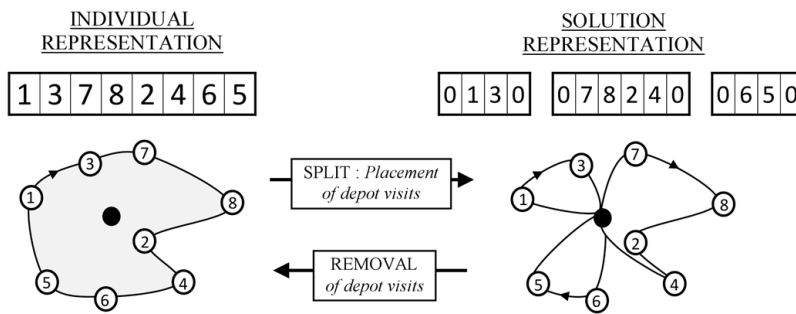 INDIVIDUAL
REPRESENTATION
1 3 7 8 2 4 6 5
SOLUTION
REPRESENTATION
0 1 3 0
0 7 8 2 4 0
0 6 5 0
1
3
7
8
2
4
6
5
SPLIT : Placement
of depot visits
REMOVAL
of depot visits
1
3
7
8
2
4
6
5